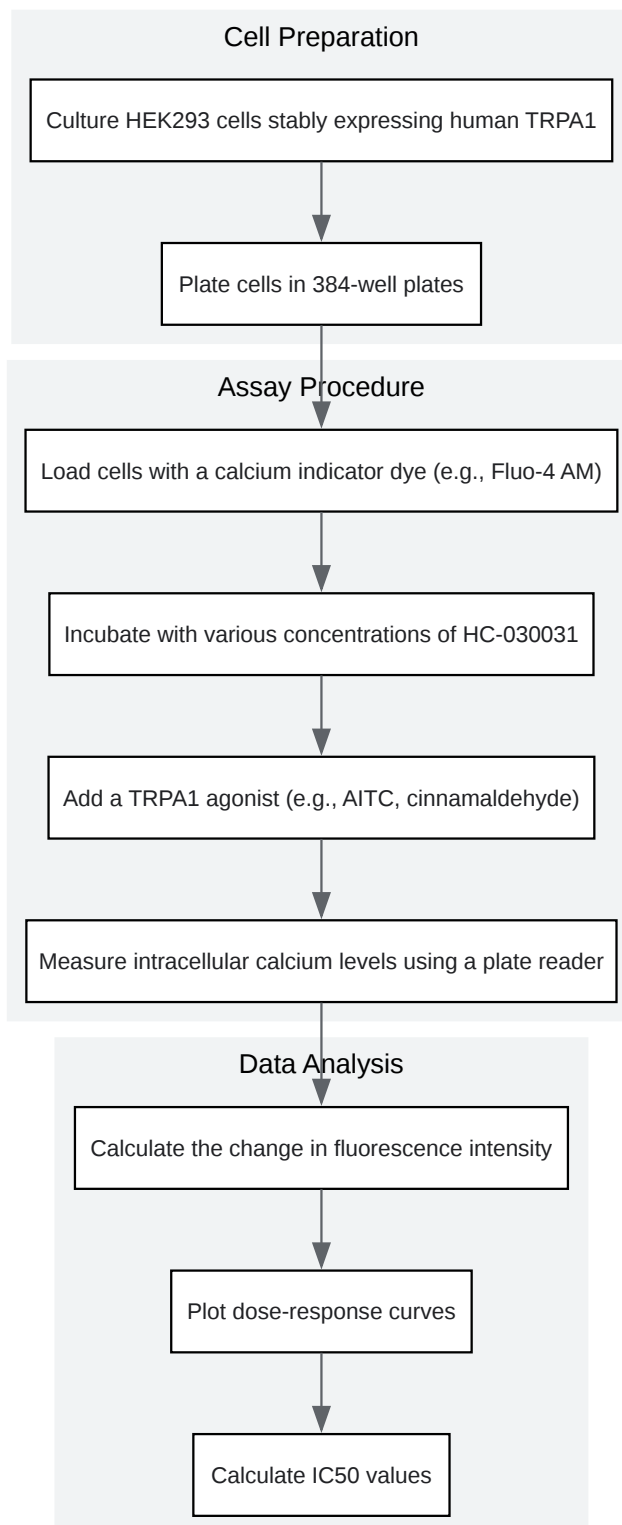 Cell Preparation
Culture HEK293 cells stably expressing human TRPA1
Plate cells in 384-well plates
Assay Procedure
Load cells with a calcium indicator dye (e.g., Fluo-4 AM)
Incubate with various concentrations of HC-030031
Add a TRPA1 agonist (e.g., AITC, cinnamaldehyde)
Measure intracellular calcium levels using a plate reader
Data Analysis
Calculate the change in fluorescence intensity
Plot dose-response curves
Calculate IC50 values